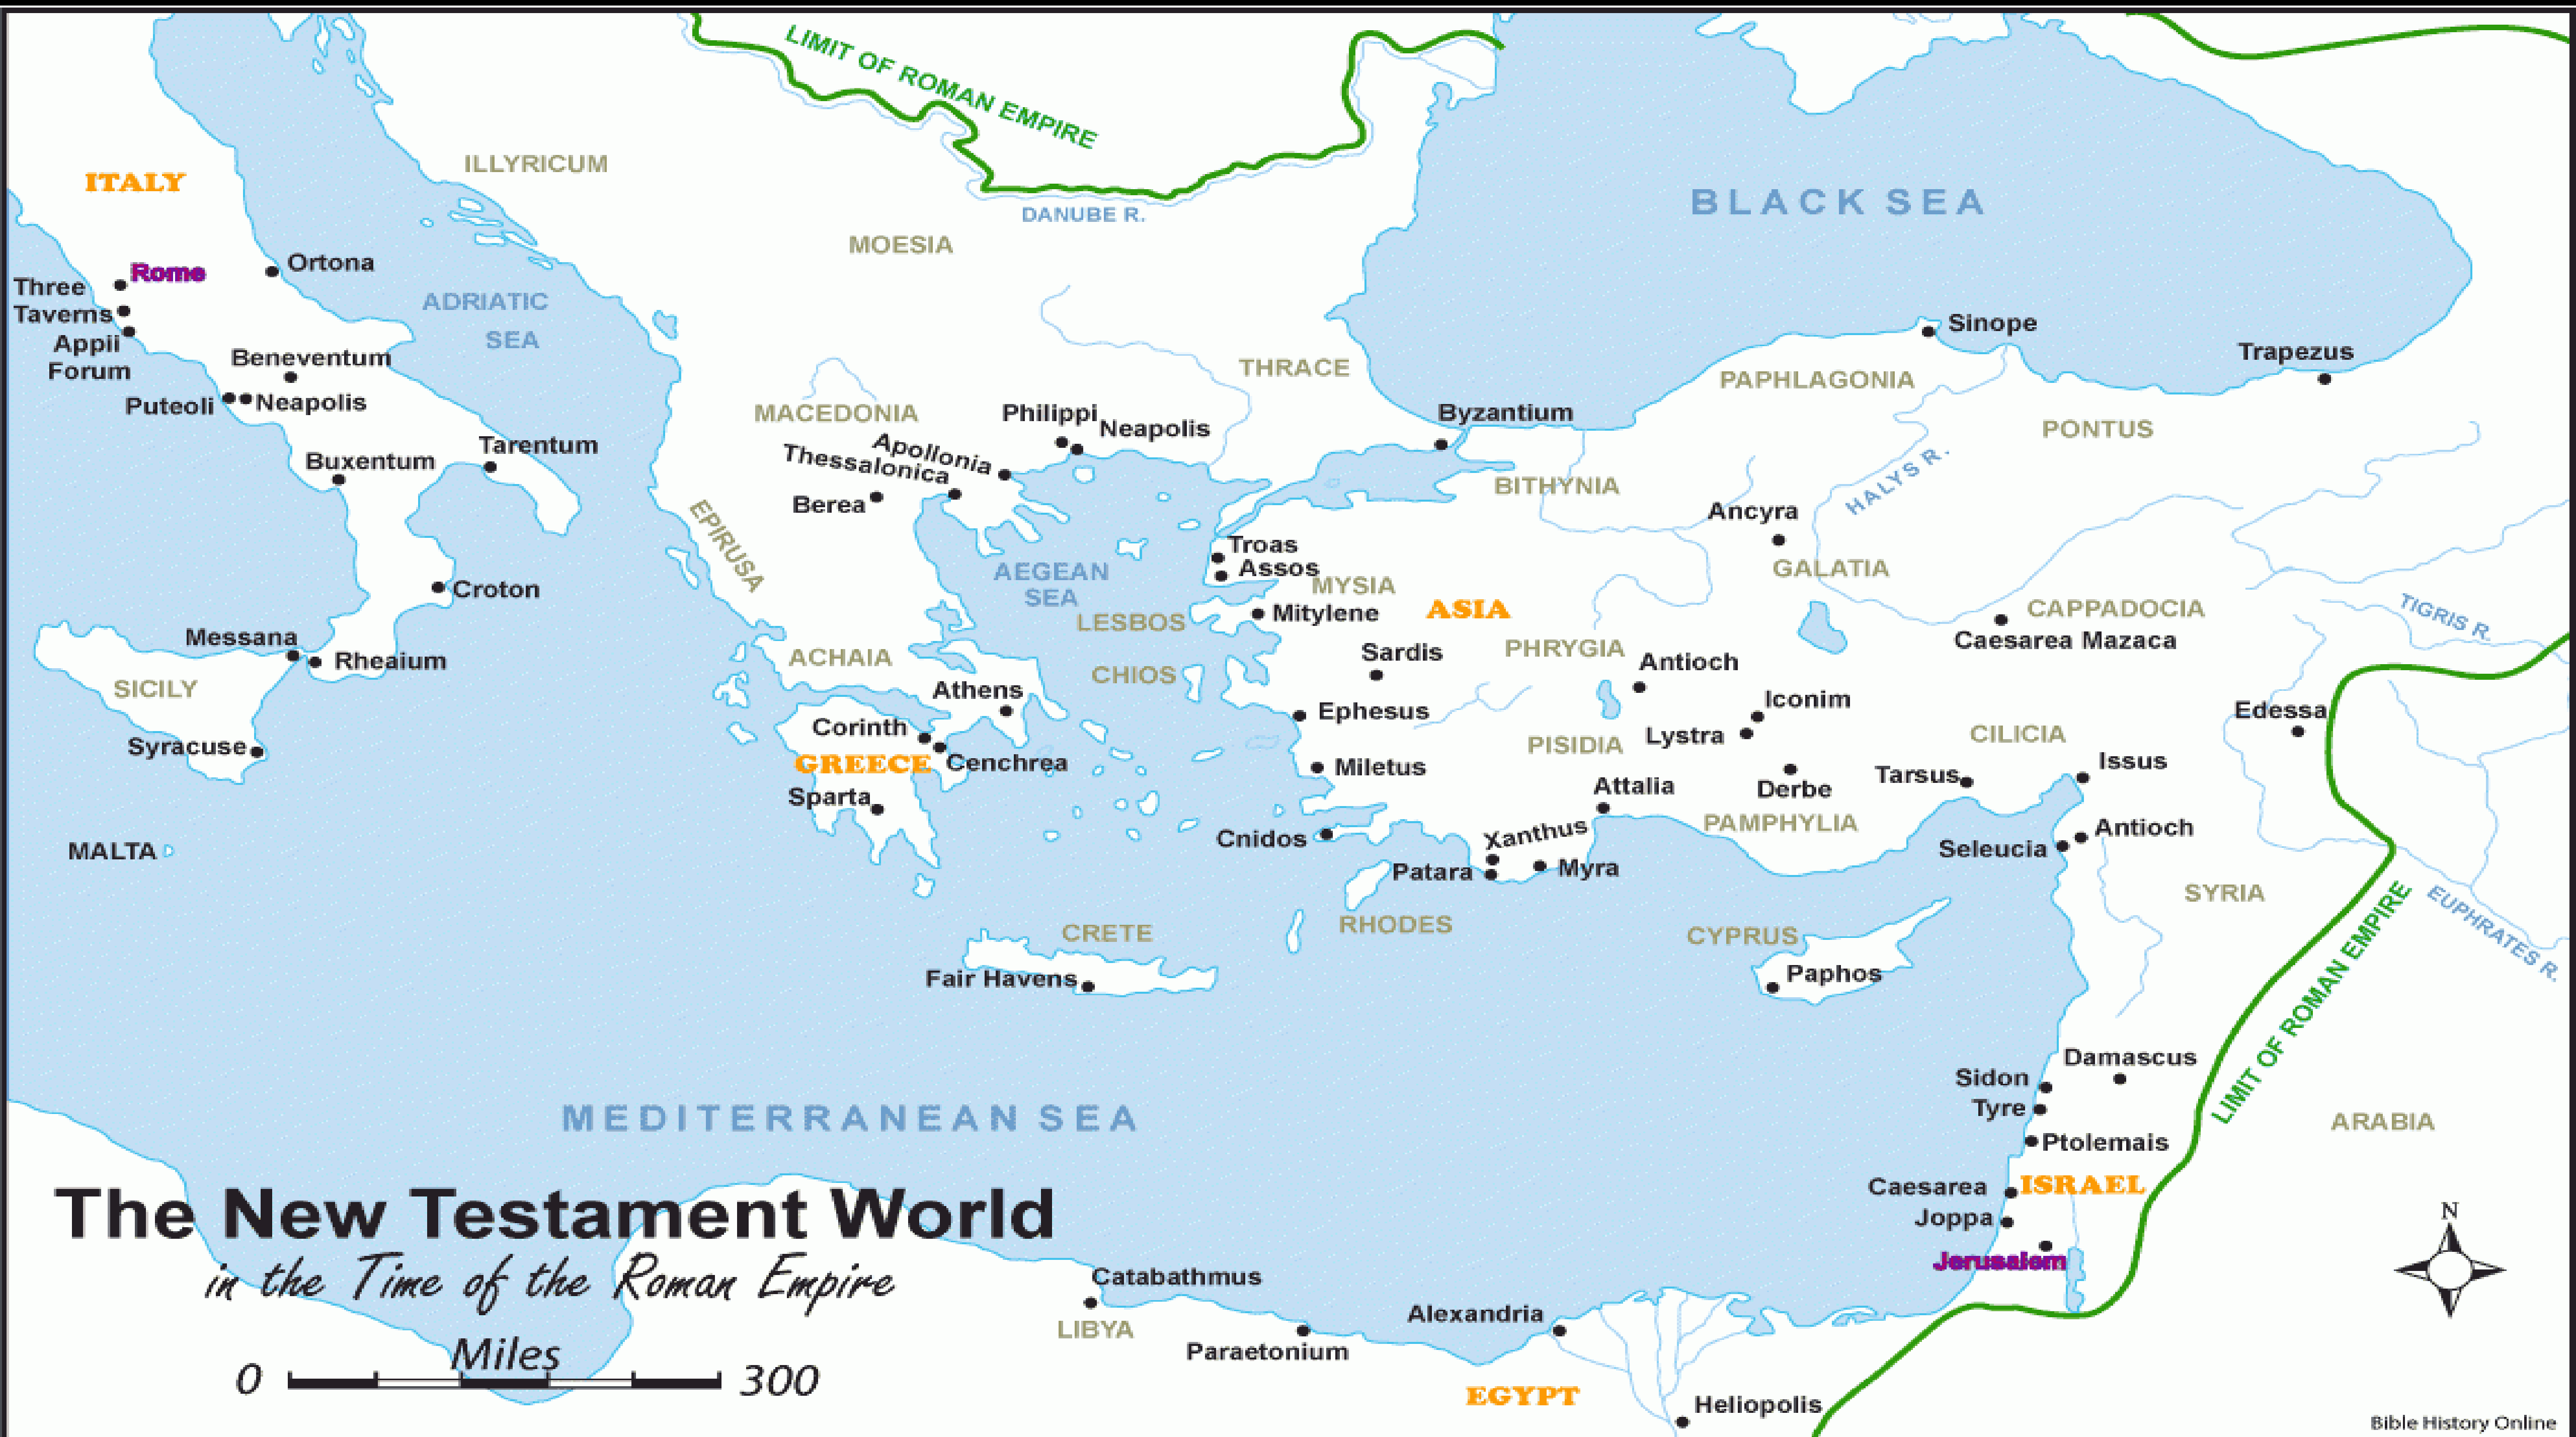 LIMIT OF ROMAN EMPIRE
ILLYRICUM
ITALY
BLACK SEA
DANUBE R.
MOESIA
Ortona
Rome
Three
Taverns
Appii
Forum
ADRIATIC
SEA
Sinope
Trapezus
Beneventum
THRACE
PAPHLAGONIA
Puteoli
Neapolis
MACEDONIA
Philippi
Neapolis
Byzantium
PONTUS
Apollonia
Thessalonica
Tarentum
Buxentum
Berea
BITHYNIA
HALYS R.
Ancyra
EPIRUSA
Troas
Assos
AEGEAN
SEA
MYSIA
GALATIA
Croton
LESBOS
Mitylene
ASIA
CAPPADOCIA
Caesarea Mazaca
TIGRIS R.
Messana
Rheaium
ACHAIA
Sardis
PHRYGIA
Antioch
SICILY
CHIOS
Athens
Iconim
Ephesus
Edessa
Corinth
Lystra
PISIDIA
CILICIA
Syracuse
GREECE
Cenchrea
Miletus
Issus
Sparta
Attalia
Derbe
Tarsus
PAMPHYLIA
Antioch
Cnidos
Xanthus
Seleucia
MALTA
Patara
Myra
SYRIA
EUPHRATES R.
LIMIT OF ROMAN EMPIRE
CRETE
RHODES
CYPRUS
Fair Havens
Paphos
Damascus
Sidon
Tyre
MEDITERRANEAN SEA
ARABIA
Ptolemais
Caesarea
ISRAEL
Joppa
Jerusalem
N
The New Testament World
in the Time of the Roman Empire
Catabathmus
LIBYA
Alexandria
Paraetonium
Miles
0
300
EGYPT
Heliopolis
Bible History Online